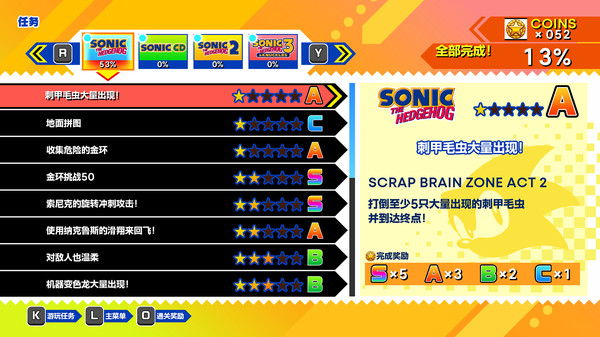 任务
COINS
×052
R
SONIC
THE HEDGEHOG
53%
SONIC CD
0%
SONIC 2
0%
SONIC 3
0%
Y
全部完成！
13%
刺甲毛虫大量出现！
A
地面拼图
C
收集危险的金环
A
金环挑战50
S
索尼克的旋转冲刺攻击！
S
使用纳克鲁斯的滑翔来回飞！
A
对敌人也温柔
B
机器变色龙大量出现！
B
SONIC
THE HEDGEHOG
A
刺甲毛虫大量出现！
SCRAP BRAIN ZONE ACT 2
打倒至少5只大量出现的刺甲毛虫
并到达终点！
完成奖励
S×5 A×3 B×2 C×1
K 游玩任务 L 主菜单 O 通关奖励